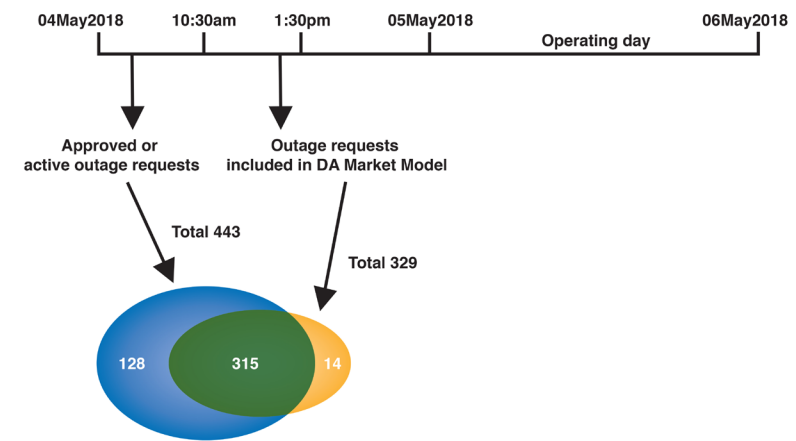 04May2018 10:30am 1:30pm 05May2018 06May2018
Operating day
Approved or
active outage requests
Outage requests
included in DA Market Model
Total 443
Total 329
128 315 14